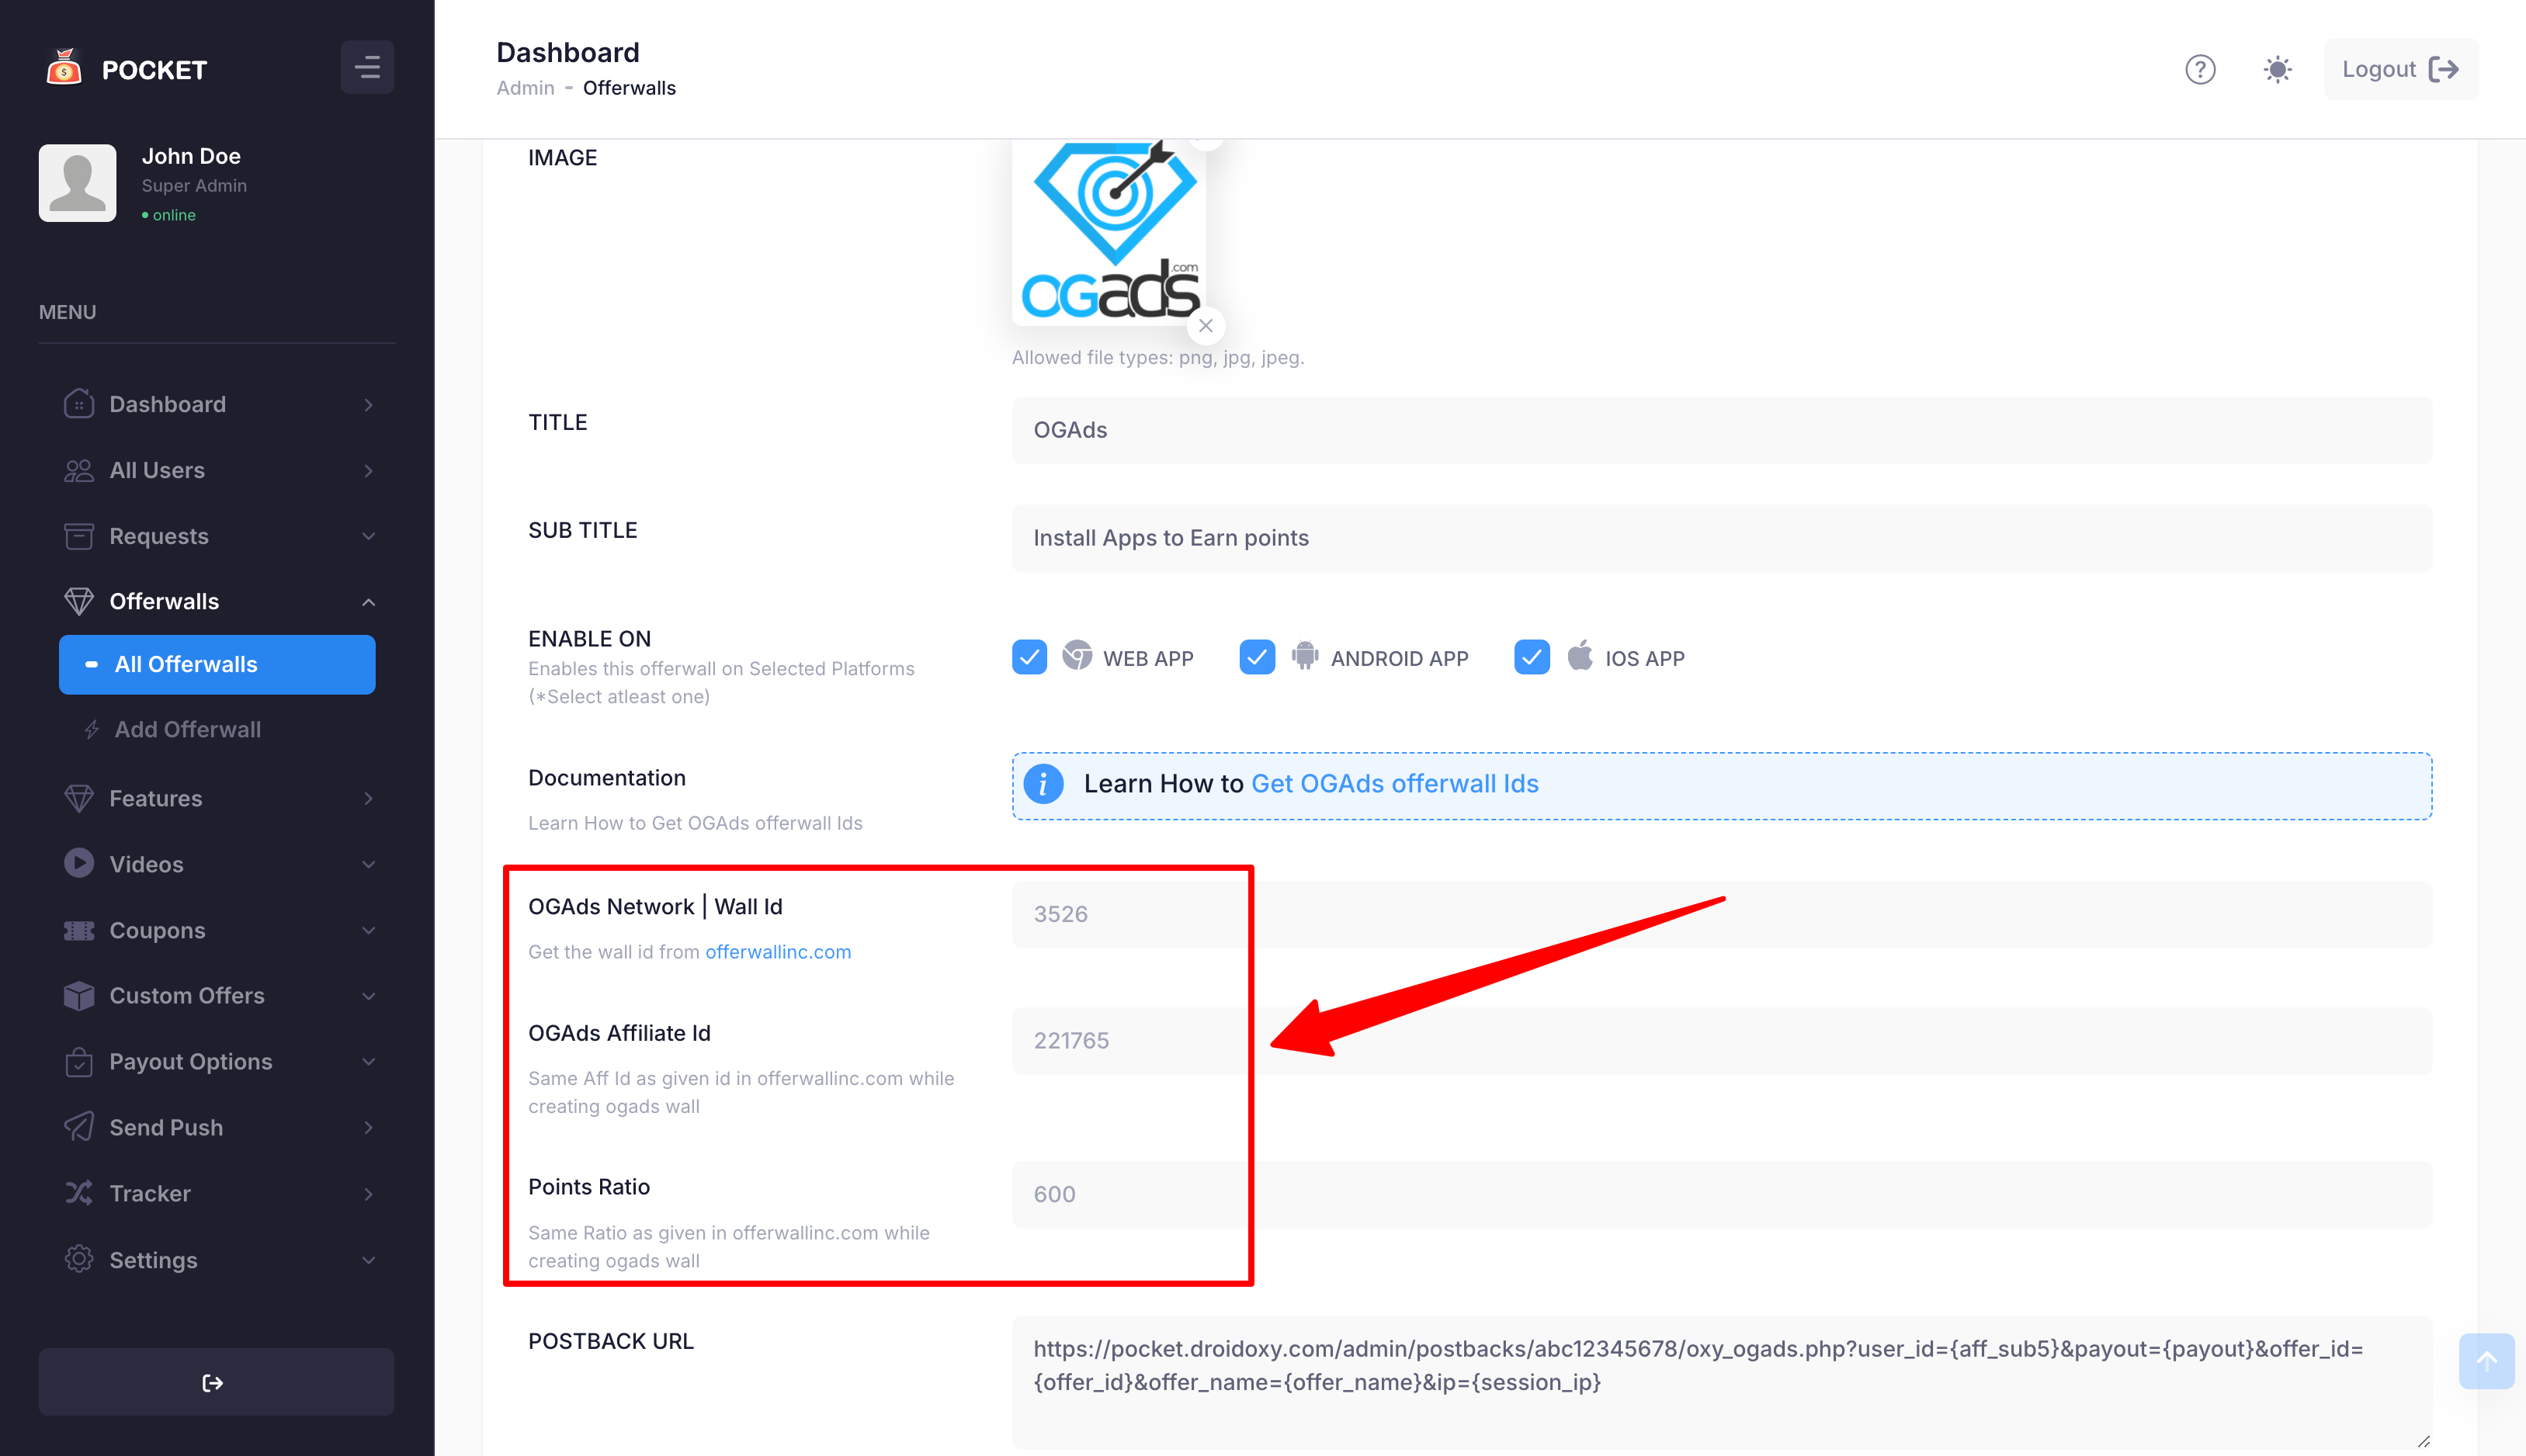 POCKET
John Doe
Super Admin
online
MENU
Dashboard
All Users
Requests
Offerwalls
All Offerwalls
Add Offerwall
Features
Videos
Coupons
Custom Offers
Payout Options
Send Push
Tracker
Settings
Dashboard
Admin - Offerwalls
Logout
IMAGE
ogads.com
Allowed file types: png, jpg, jpeg.
TITLE
OGAds
SUB TITLE
Install Apps to Earn points
ENABLE ON
Enables this offerwall on Selected Platforms
(*Select atleast one)
WEB APP
ANDROID APP
IOS APP
Documentation
Learn How to Get OGAds offerwall Ids
Learn How to Get OGAds offerwall Ids
OGAds Network | Wall Id
Get the wall id from offerwallinc.com
3526
OGAds Affiliate Id
Same Aff Id as given id in offerwallinc.com while
creating ogads wall
221765
Points Ratio
Same Ratio as given in offerwallinc.com while
creating ogads wall
600
POSTBACK URL
https://pocket.droidoxy.com/admin/postbacks/abc12345678/oxy_ogads.php?user_id={aff_sub5}&payout={payout}&offer_id=
{offer_id}&offer_name={offer_name}&ip={session_ip}